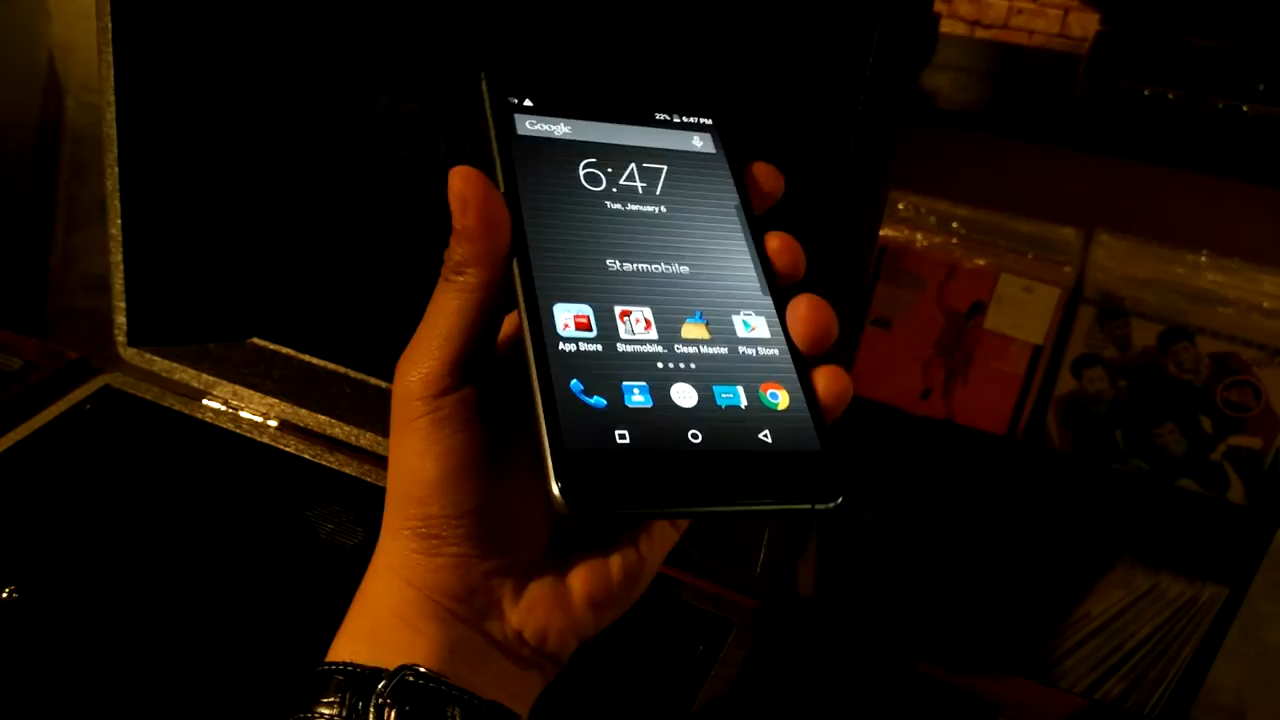 22% 6:47 PM
Google
6:47
Tue, January 6
Starmobile
App Store Starmobile.. Clean Master Play Store